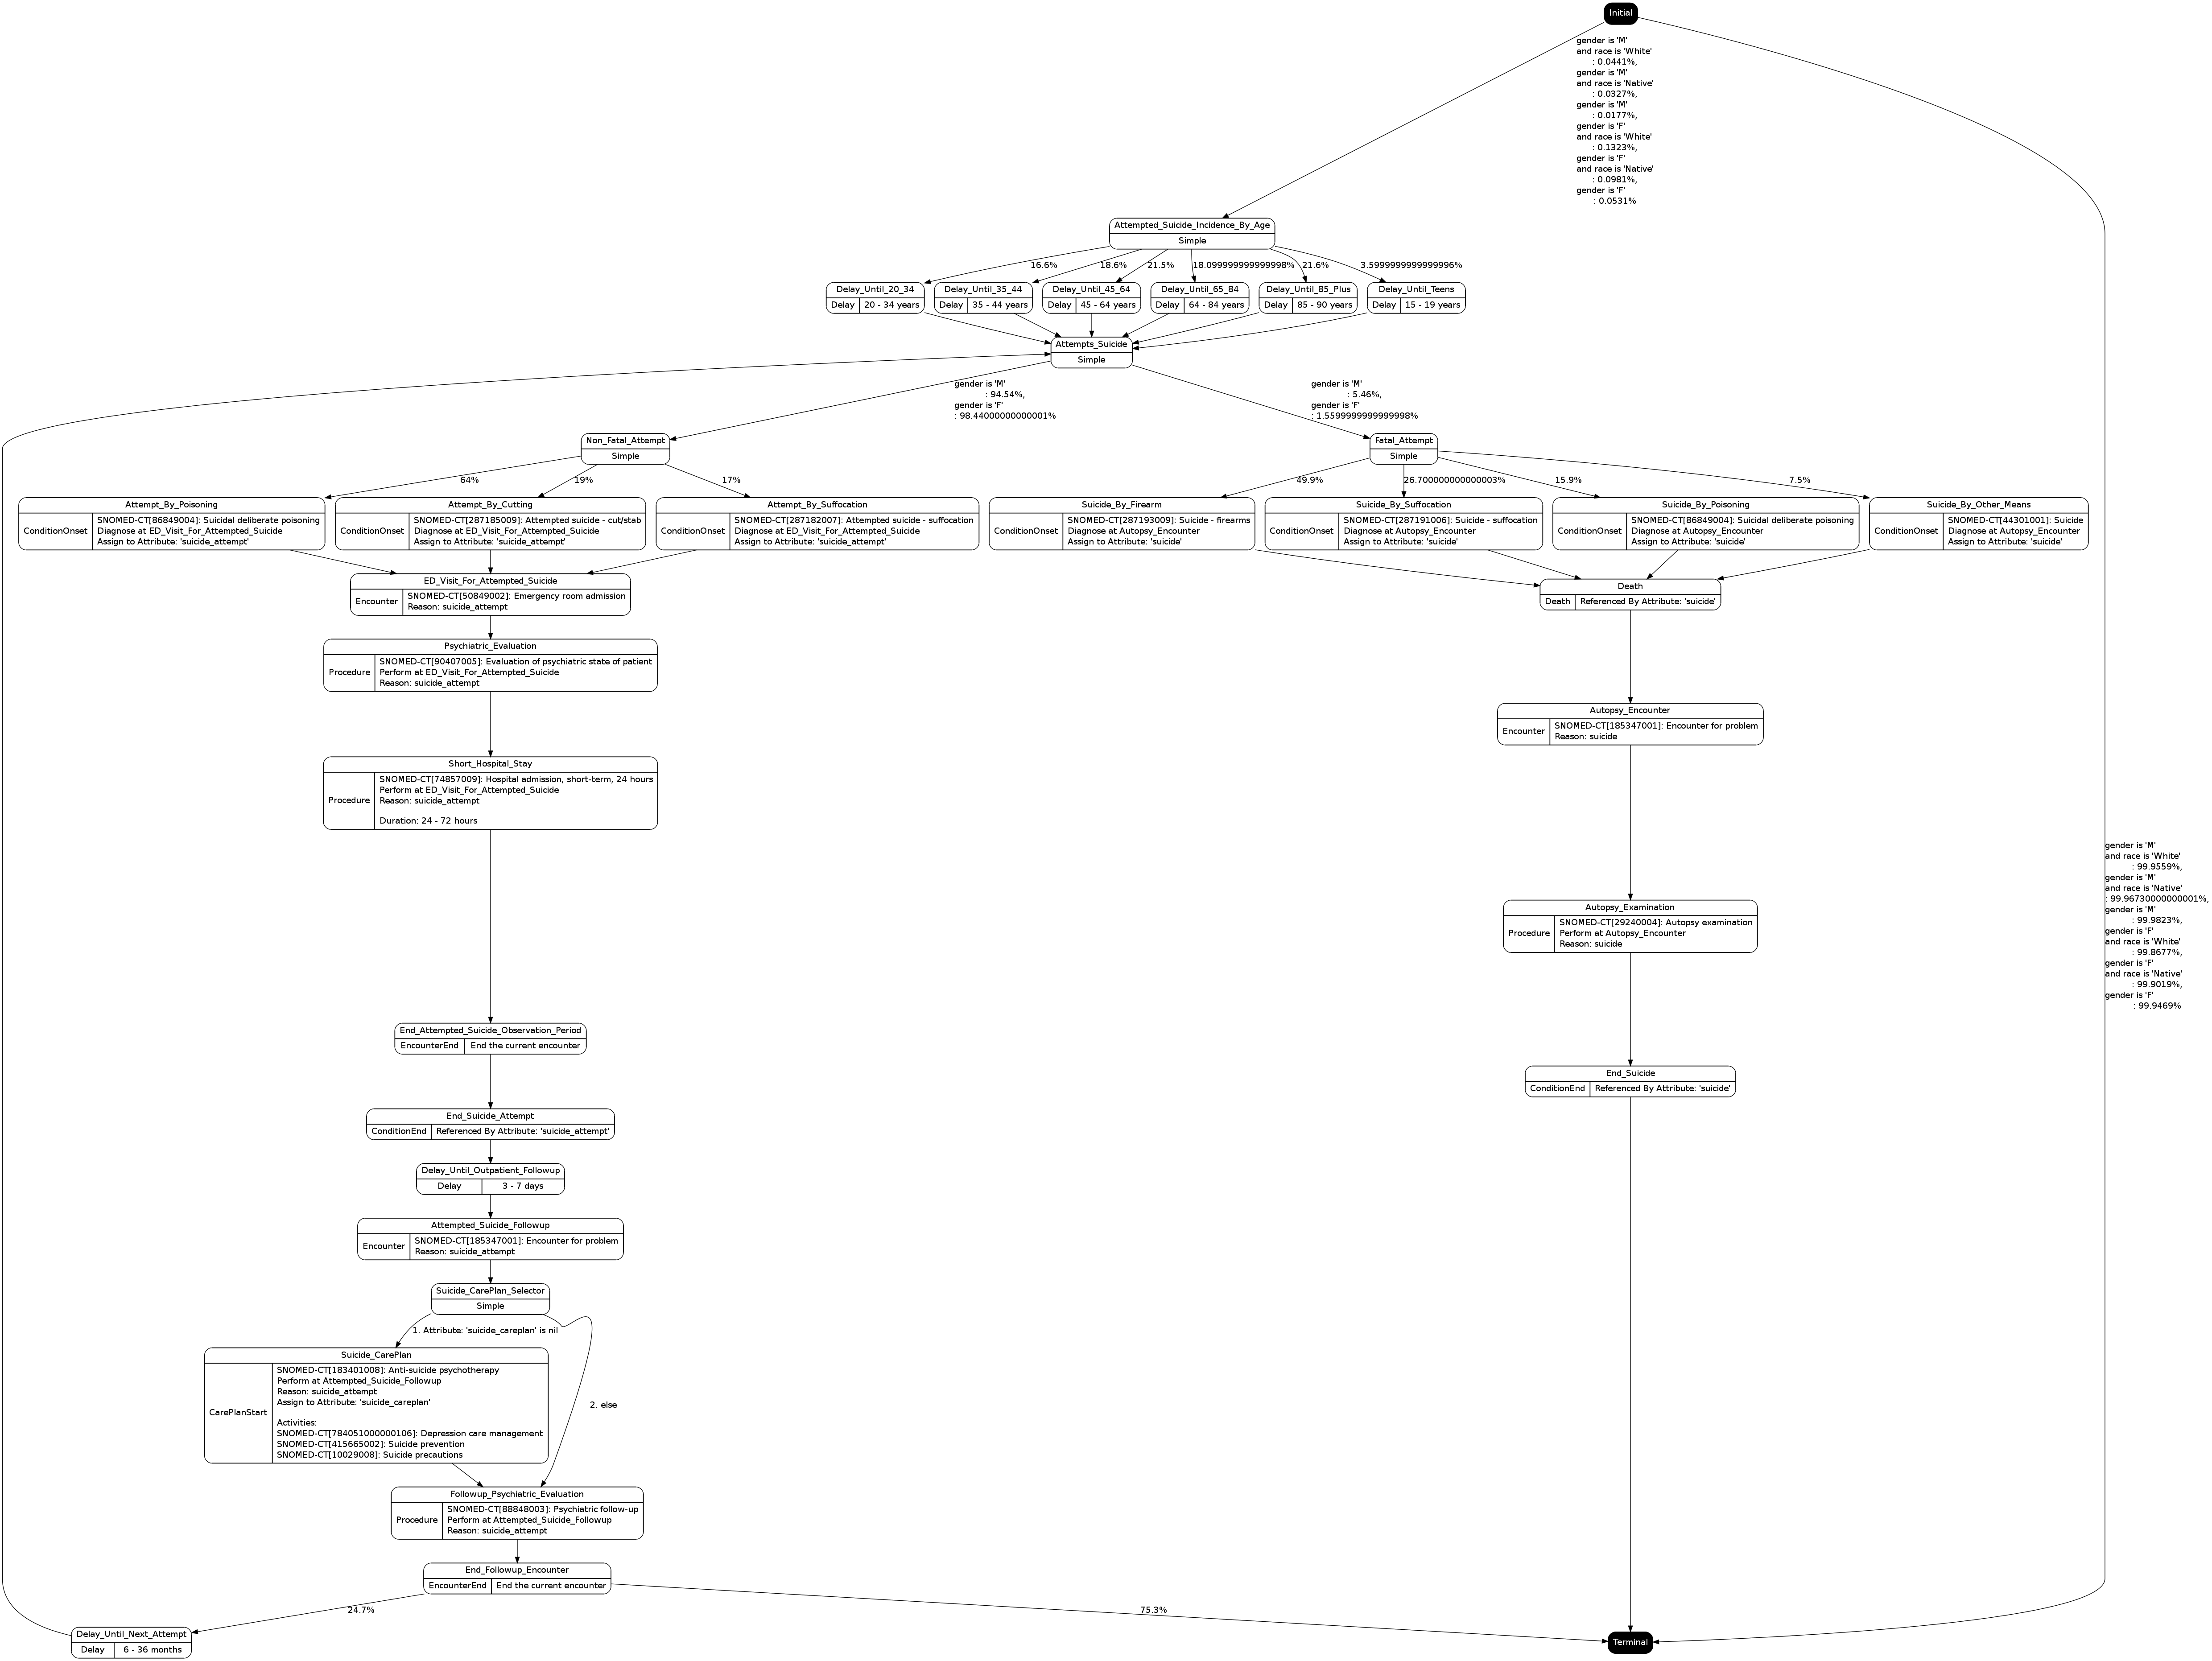 Initial
gender is 'M'
and race is 'White'
: 0.0441%,
gender is 'M'
and race is 'Native'
: 0.0327%,
gender is 'M'
: 0.0177%,
gender is 'F'
and race is 'White'
: 0.1323%,
gender is 'F'
and race is 'Native'
: 0.0981%,
gender is 'F'
: 0.0531%
Attempted_Suicide_Incidence_By_Age
Simple
16.6%
18.6%
21.5%
18.099999999999998%
21.6%
3.5999999999999996%
Delay_Until_20_34
Delay
20 - 34 years
Delay_Until_35_44
Delay
35 - 44 years
Delay_Until_45_64
Delay
45 - 64 years
Delay_Until_65_84
Delay
64 - 84 years
Delay_Until_85_Plus
Delay
85 - 90 years
Delay_Until_Teens
Delay
15 - 19 years
Attempts_Suicide
Simple
gender is 'M'
: 94.54%,
gender is 'F'
: 98.44000000000001%
gender is 'M'
: 5.46%,
gender is 'F'
: 1.5599999999999998%
Non_Fatal_Attempt
Simple
Fatal_Attempt
Simple
64%
19%
17%
49.9%
26.700000000000003%
15.9%
7.5%
Attempt_By_Poisoning
ConditionOnset
SNOMED-CT[86849004]: Suicidal deliberate poisoning
Diagnose at ED_Visit_For_Attempted_Suicide
Assign to Attribute: 'suicide_attempt'
Attempt_By_Cutting
ConditionOnset
SNOMED-CT[287185009]: Attempted suicide - cut/stab
Diagnose at ED_Visit_For_Attempted_Suicide
Assign to Attribute: 'suicide_attempt'
Attempt_By_Suffocation
ConditionOnset
SNOMED-CT[287182007]: Attempted suicide - suffocation
Diagnose at ED_Visit_For_Attempted_Suicide
Assign to Attribute: 'suicide_attempt'
Suicide_By_Firearm
ConditionOnset
SNOMED-CT[287193009]: Suicide - firearms
Diagnose at Autopsy_Encounter
Assign to Attribute: 'suicide'
Suicide_By_Suffocation
ConditionOnset
SNOMED-CT[287191006]: Suicide - suffocation
Diagnose at Autopsy_Encounter
Assign to Attribute: 'suicide'
Suicide_By_Poisoning
ConditionOnset
SNOMED-CT[86849004]: Suicidal deliberate poisoning
Diagnose at Autopsy_Encounter
Assign to Attribute: 'suicide'
Suicide_By_Other_Means
ConditionOnset
SNOMED-CT[44301001]: Suicide
Diagnose at Autopsy_Encounter
Assign to Attribute: 'suicide'
ED_Visit_For_Attempted_Suicide
Encounter
SNOMED-CT[50849002]: Emergency room admission
Reason: suicide_attempt
Death
Death
Referenced By Attribute: 'suicide'
Psychiatric_Evaluation
Procedure
SNOMED-CT[90407005]: Evaluation of psychiatric state of patient
Perform at ED_Visit_For_Attempted_Suicide
Reason: suicide_attempt
Autopsy_Encounter
Encounter
SNOMED-CT[185347001]: Encounter for problem
Reason: suicide
Short_Hospital_Stay
Procedure
SNOMED-CT[74857009]: Hospital admission, short-term, 24 hours
Perform at ED_Visit_For_Attempted_Suicide
Reason: suicide_attempt
Duration: 24 - 72 hours
gender is 'M'
and race is 'White'
: 99.9559%,
gender is 'M'
and race is 'Native'
: 99.96730000000001%,
gender is 'M'
: 99.9823%,
gender is 'F'
and race is 'White'
: 99.8677%,
gender is 'F'
and race is 'Native'
: 99.9019%,
gender is 'F'
: 99.9469%
Autopsy_Examination
Procedure
SNOMED-CT[29240004]: Autopsy examination
Perform at Autopsy_Encounter
Reason: suicide
End_Attempted_Suicide_Observation_Period
EncounterEnd
End the current encounter
End_Suicide
ConditionEnd
Referenced By Attribute: 'suicide'
End_Suicide_Attempt
ConditionEnd
Referenced By Attribute: 'suicide_attempt'
Delay_Until_Outpatient_Followup
Delay
3 - 7 days
Attempted_Suicide_Followup
Encounter
SNOMED-CT[185347001]: Encounter for problem
Reason: suicide_attempt
Suicide_CarePlan_Selector
Simple
1. Attribute: 'suicide_careplan' is nil
2. else
Suicide_CarePlan
CarePlanStart
SNOMED-CT[183401008]: Anti-suicide psychotherapy
Perform at Attempted_Suicide_Followup
Reason: suicide_attempt
Assign to Attribute: 'suicide_careplan'
Activities:
SNOMED-CT[784051000000106]: Depression care management
SNOMED-CT[415665002]: Suicide prevention
SNOMED-CT[10029008]: Suicide precautions
Followup_Psychiatric_Evaluation
Procedure
SNOMED-CT[88848003]: Psychiatric follow-up
Perform at Attempted_Suicide_Followup
Reason: suicide_attempt
End_Followup_Encounter
EncounterEnd
End the current encounter
24.7%
75.3%
Delay_Until_Next_Attempt
Delay
6 - 36 months
Terminal